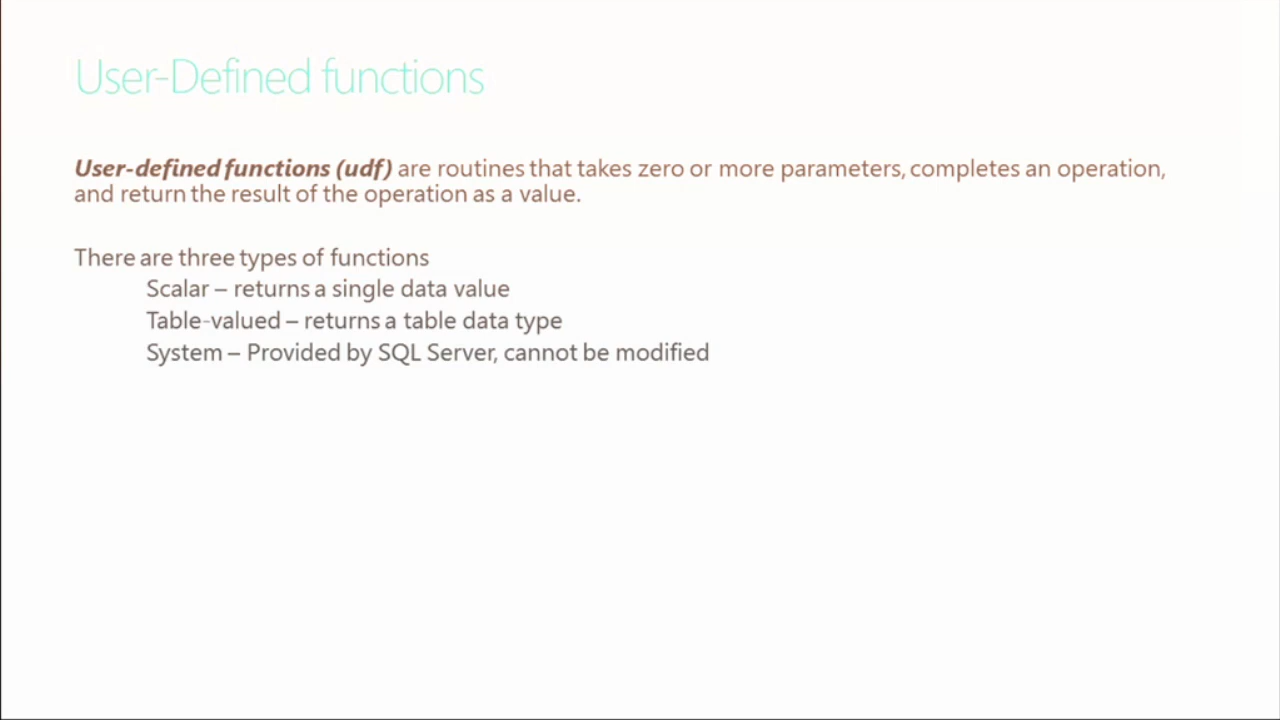 User-Defined functions
User-defined functions (udf) are routines that takes zero or more parameters, completes an operation,
and return the result of the operation as a value.
There are three types of functions
Scalar – returns a single data value
Table-valued – returns a table data type
System – Provided by SQL Server, cannot be modified